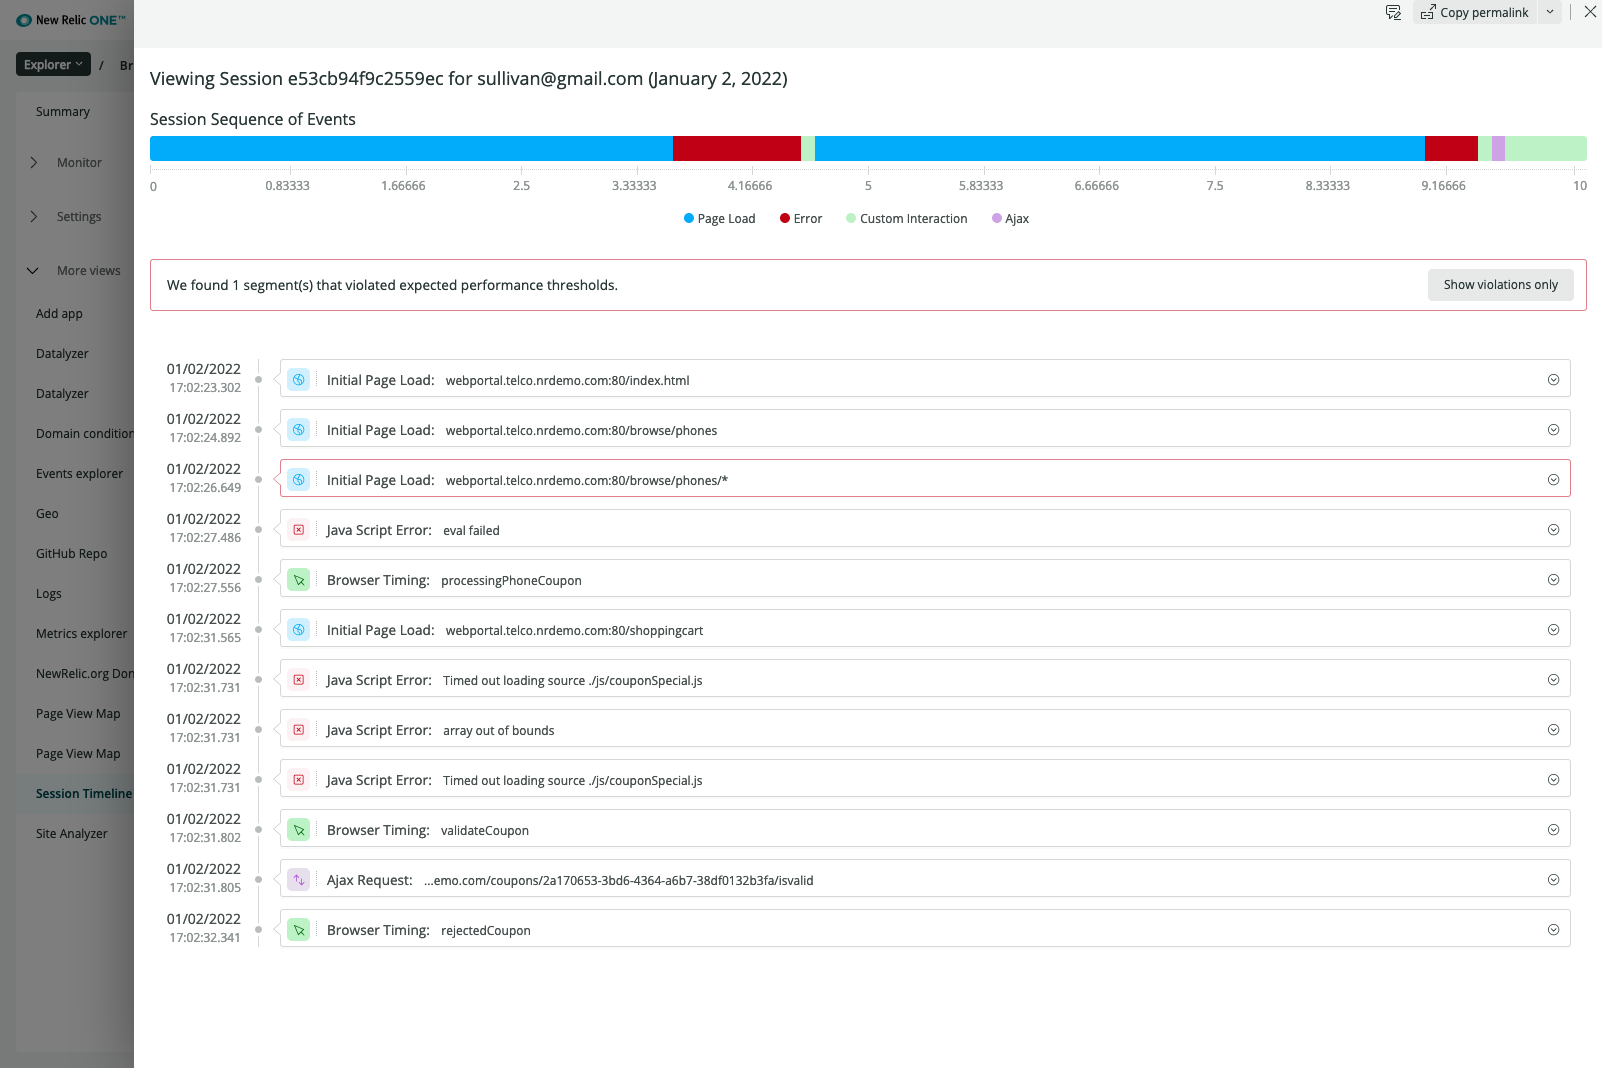 New Relic ONE™
Copy permalink
Explorer / Br
Summary
Monitor
Settings
More views
Add app
Datalyzer
Datalyzer
Domain condition
Events explorer
Geo
GitHub Repo
Logs
Metrics explorer
NewRelic.org Don
Page View Map
Page View Map
Session Timeline
Site Analyzer
Viewing Session e53cb94f9c2559ec for sullivan@gmail.com (January 2, 2022)
Session Sequence of Events
0 0.83333 1.66666 2.5 3.33333 4.16666 5 5.83333 6.66666 7.5 8.33333 9.16666 10
Page Load Error Custom Interaction Ajax
We found 1 segment(s) that violated expected performance thresholds.
Show violations only
01/02/2022
17:02:23.302
Initial Page Load: webportal.telco.nrdemo.com:80/index.html
01/02/2022
17:02:24.892
Initial Page Load: webportal.telco.nrdemo.com:80/browse/phones
01/02/2022
17:02:26.649
Initial Page Load: webportal.telco.nrdemo.com:80/browse/phones/*
01/02/2022
17:02:27.486
Java Script Error: eval failed
01/02/2022
17:02:27.556
Browser Timing: processingPhoneCoupon
01/02/2022
17:02:31.565
Initial Page Load: webportal.telco.nrdemo.com:80/shoppingcart
01/02/2022
17:02:31.731
Java Script Error: Timed out loading source ./js/couponSpecial.js
01/02/2022
17:02:31.731
Java Script Error: array out of bounds
01/02/2022
17:02:31.731
Java Script Error: Timed out loading source ./js/couponSpecial.js
01/02/2022
17:02:31.802
Browser Timing: validateCoupon
01/02/2022
17:02:31.805
Ajax Request: ...emo.com/coupons/2a170653-3bd6-4364-a6b7-38df0132b3fa/isvalid
01/02/2022
17:02:32.341
Browser Timing: rejectedCoupon